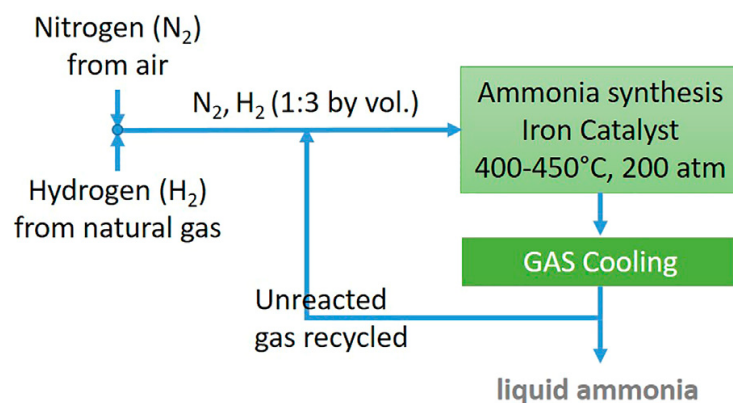 Nitrogen (N₂)
from air
N₂, H₂ (1:3 by vol.)
Hydrogen (H₂)
from natural gas
Ammonia synthesis
Iron Catalyst
400-450°C, 200 atm
GAS Cooling
Unreacted
gas recycled
liquid ammonia